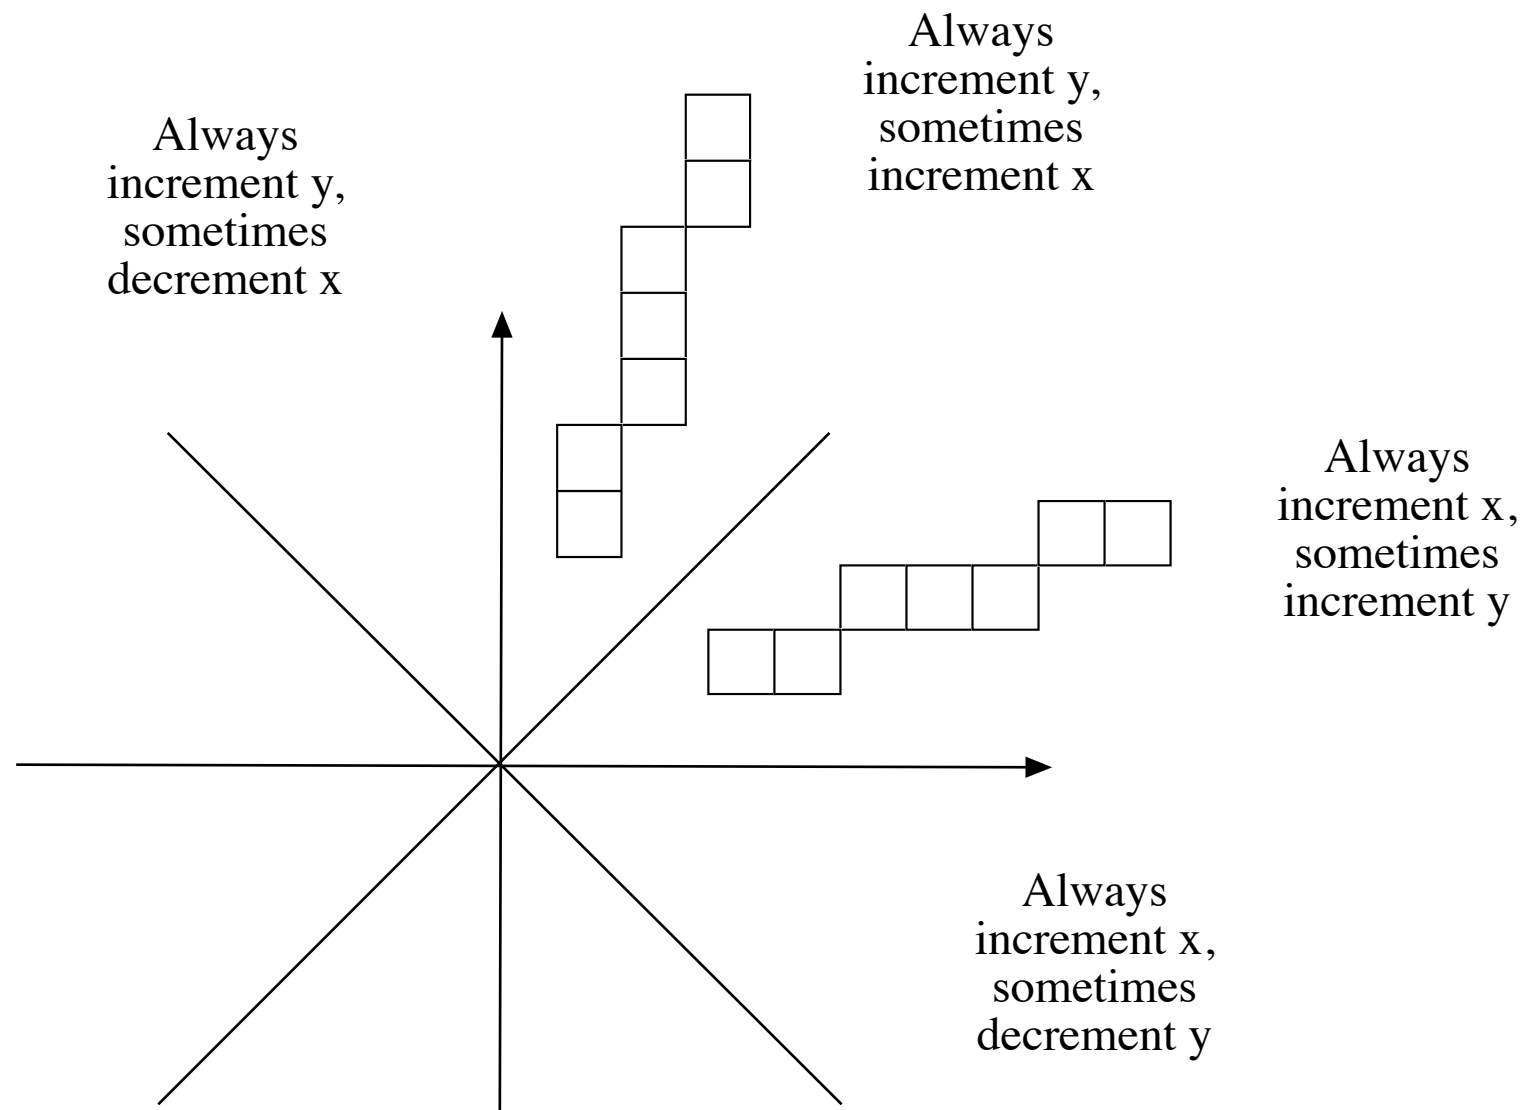 Always
increment y,
sometimes
increment x
Always
increment y,
sometimes
decrement x
Always
increment x,
sometimes
increment y
Always
increment x,
sometimes
decrement y